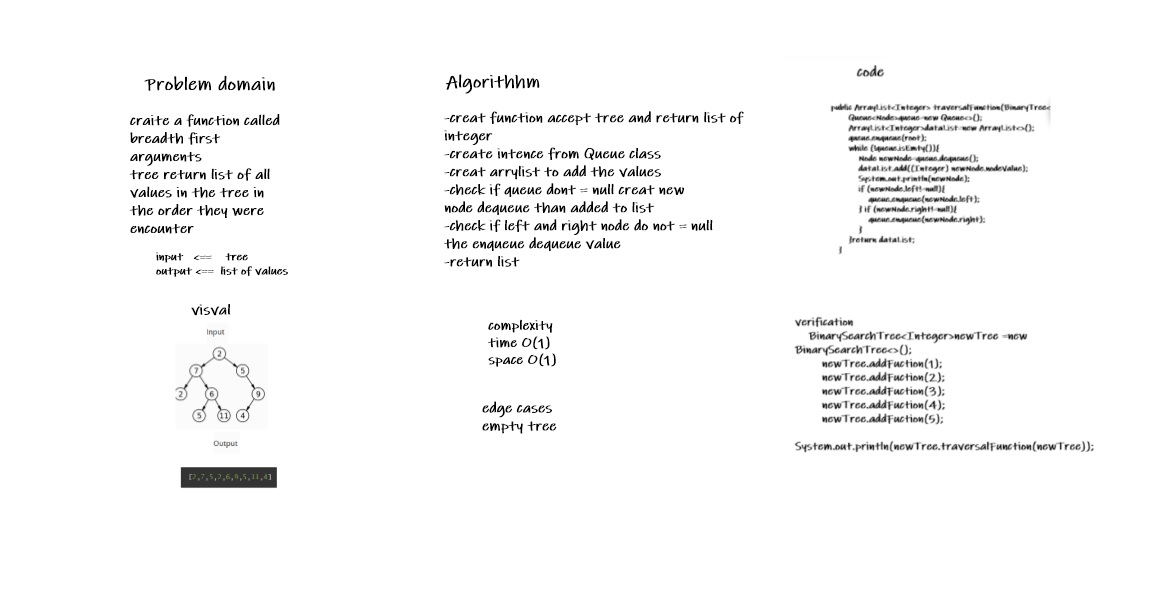 Problem domain
craite a function called
breadth first
arguments
tree return list of all
values in the tree in
the order they were
encounter
input <== tree
output <== list of values
visval
Input
2
7 5
2 6 9
5 11 4
Output
[2,7,5,2,6,9,5,11,4]
Algorithhm
-creat function accept tree and return list of
integer
-create intence from Queue class
-creat arrylist to add the values
-check if queue dont = null creat new
node dequeue than added to list
-check if left and right node do not = null
the enqueue dequeue value
-return list
complexity
time O(1)
space O(1)
edge cases
empty tree
code
public ArrayList<Integer> traversalFunction(BinaryTree<
Queue<Node>queue=new Queue<>();
ArrayList<Integer>dataList=new ArrayList<>();
queue.enqueue(root);
while (!queue.isEmty()){
Node newNode=queue.dequeue();
dataList.add((Integer) newNode.nodeValue);
System.out.println(newNode);
if (newNode.left!=null){
queue.enqueue(newNode.left);
} if (newNode.right!=null){
queue.enqueue(newNode.right);
}
}return dataList;
}
verification
BinarySearchTree<Integer>newTree =new
BinarySearchTree<>();
newTree.addFuction(1);
newTree.addFuction(2);
newTree.addFuction(3);
newTree.addFuction(4);
newTree.addFuction(5);
System.out.println(newTree.traversalFunction(newTree));